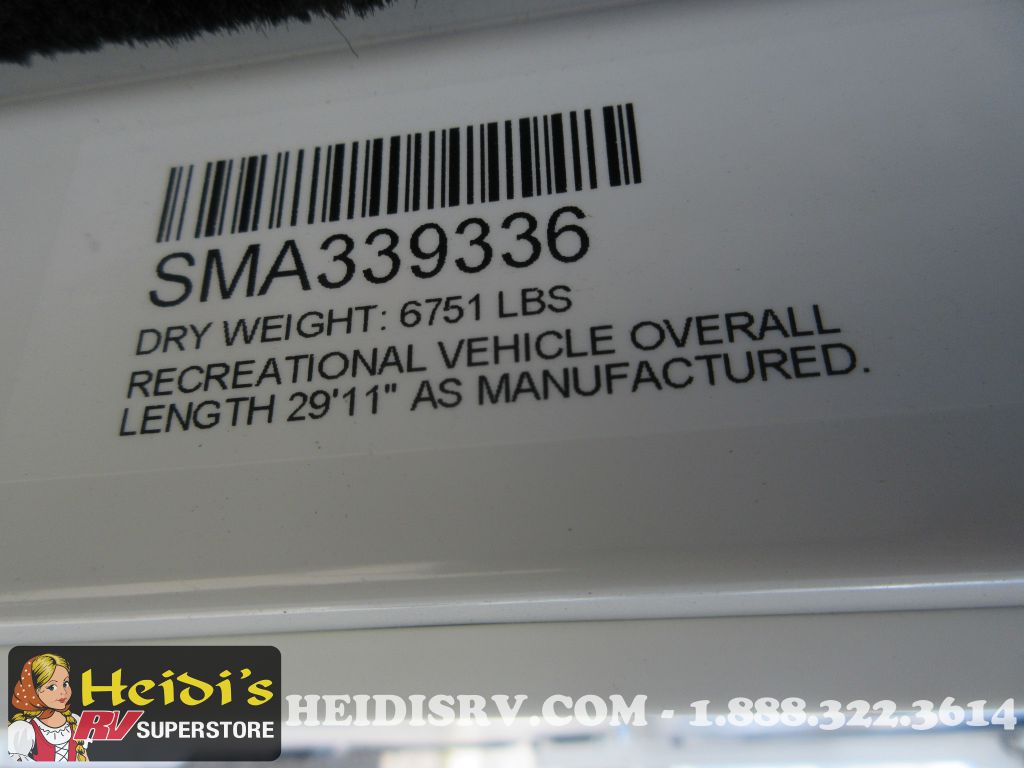 SMA339336
DRY WEIGHT: 6751 LBS
RECREATIONAL VEHICLE OVERALL
LENGTH 29'11" AS MANUFACTURED.
Heidi's
RV SUPERSTORE
HEIDISRV.COM - 1.888.322.3614